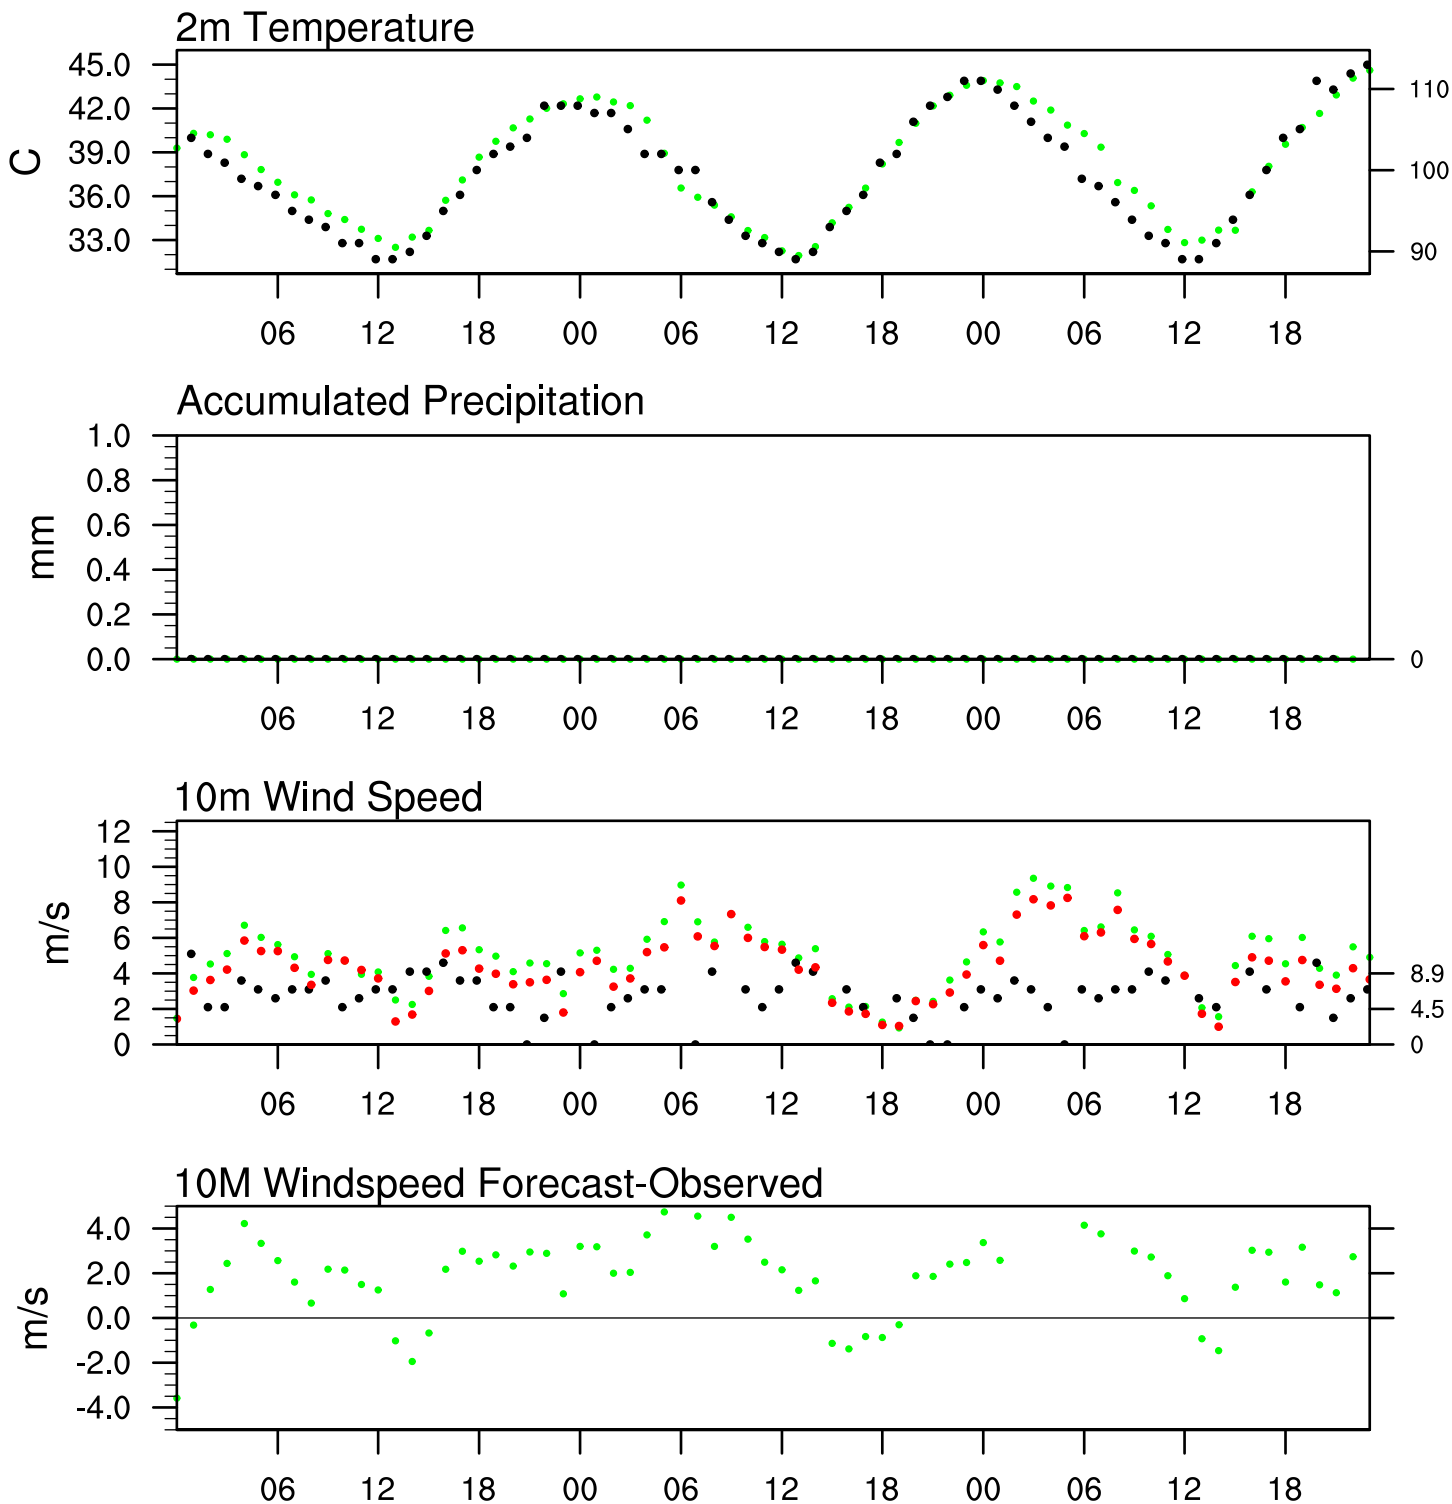 2m Temperature
45.0
42.0
39.0
36.0
33.0
C
110
100
90
06 12 18 00 06 12 18 00 06 12 18
Accumulated Precipitation
1.0
0.8
0.6
0.4
0.2
0.0
mm
0
06 12 18 00 06 12 18 00 06 12 18
10m Wind Speed
12
10
8
6
4
2
0
m/s
8.9
4.5
0
06 12 18 00 06 12 18 00 06 12 18
10M Windspeed Forecast-Observed
4.0
2.0
0.0
-2.0
-4.0
m/s
06 12 18 00 06 12 18 00 06 12 18